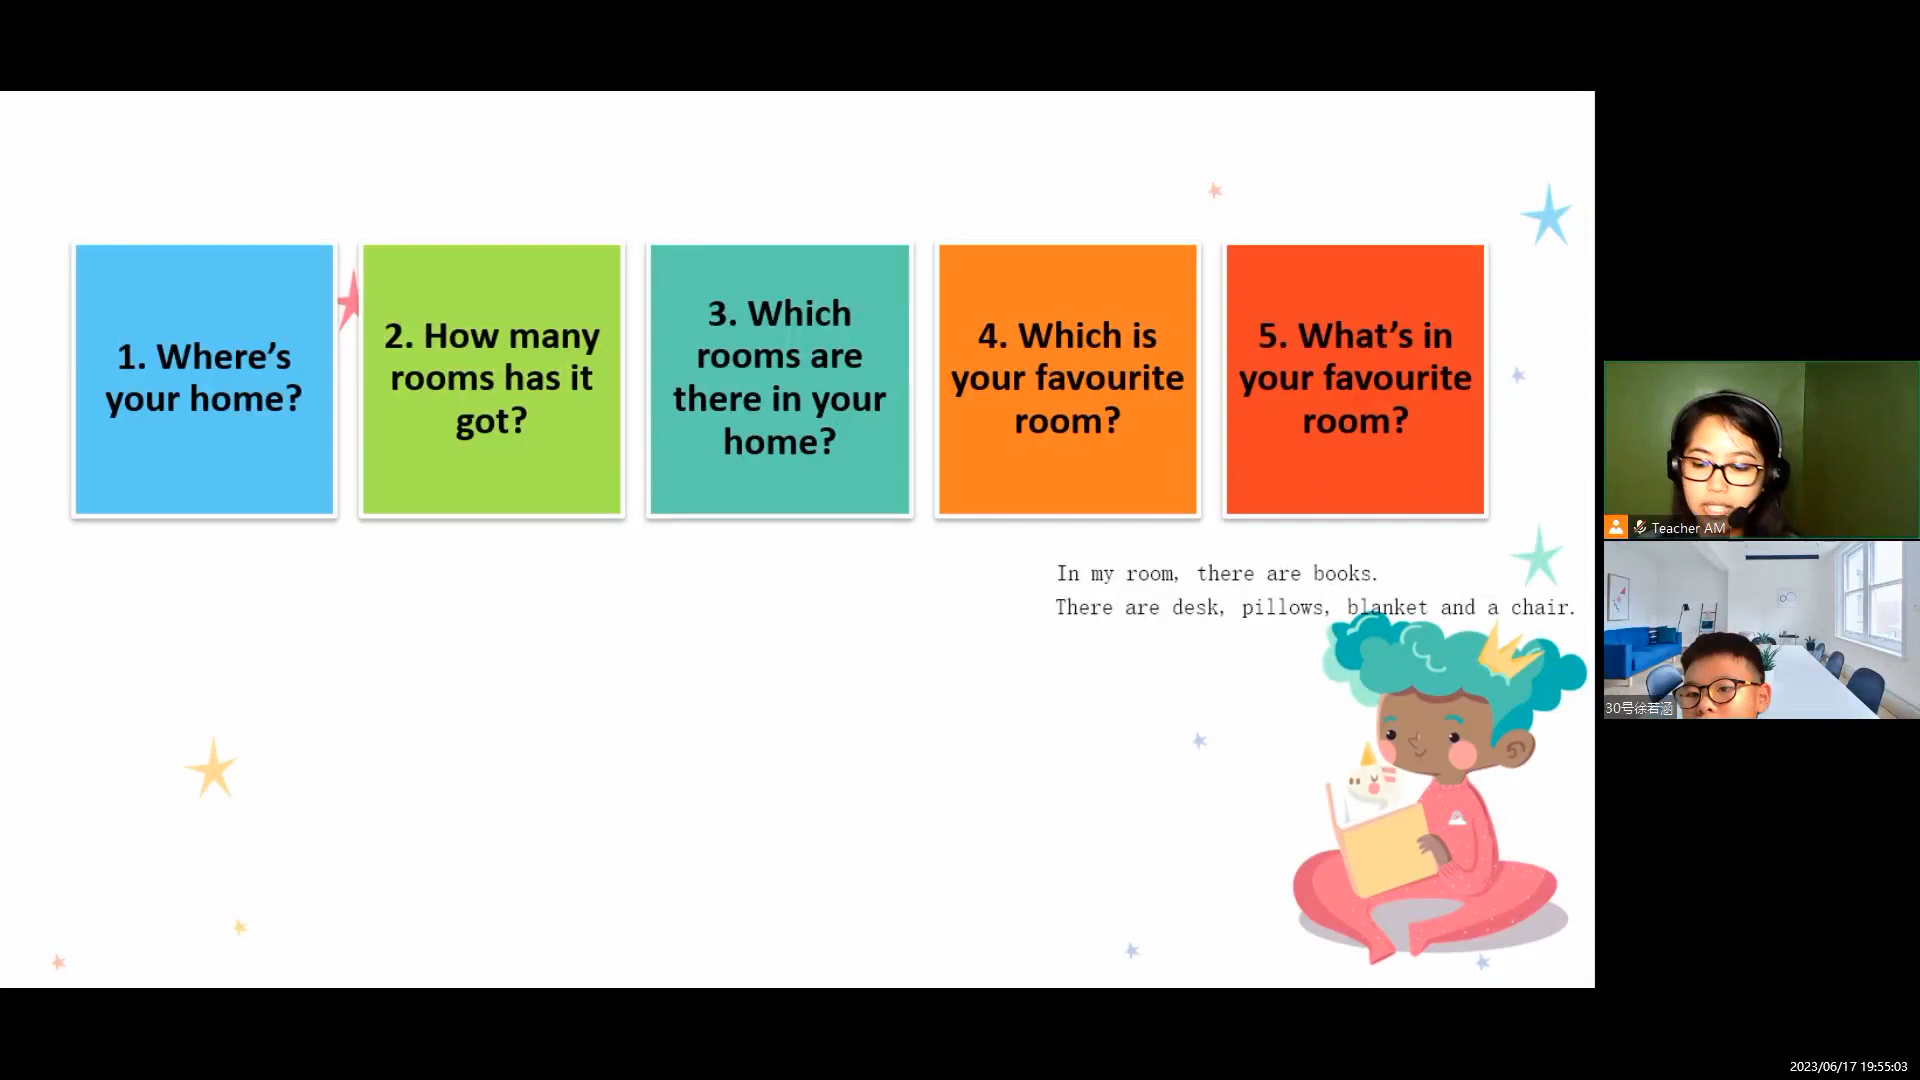 1. Where's
your home?
2. How many
rooms has it
got?
3. Which
rooms are
there in your
home?
4. Which is
your favourite
room?
5. What's in
your favourite
room?
In my room, there are books.
There are desk, pillows, blanket and a chair.
Teacher AM
30号徐若涵
2023/06/17 19:55:03